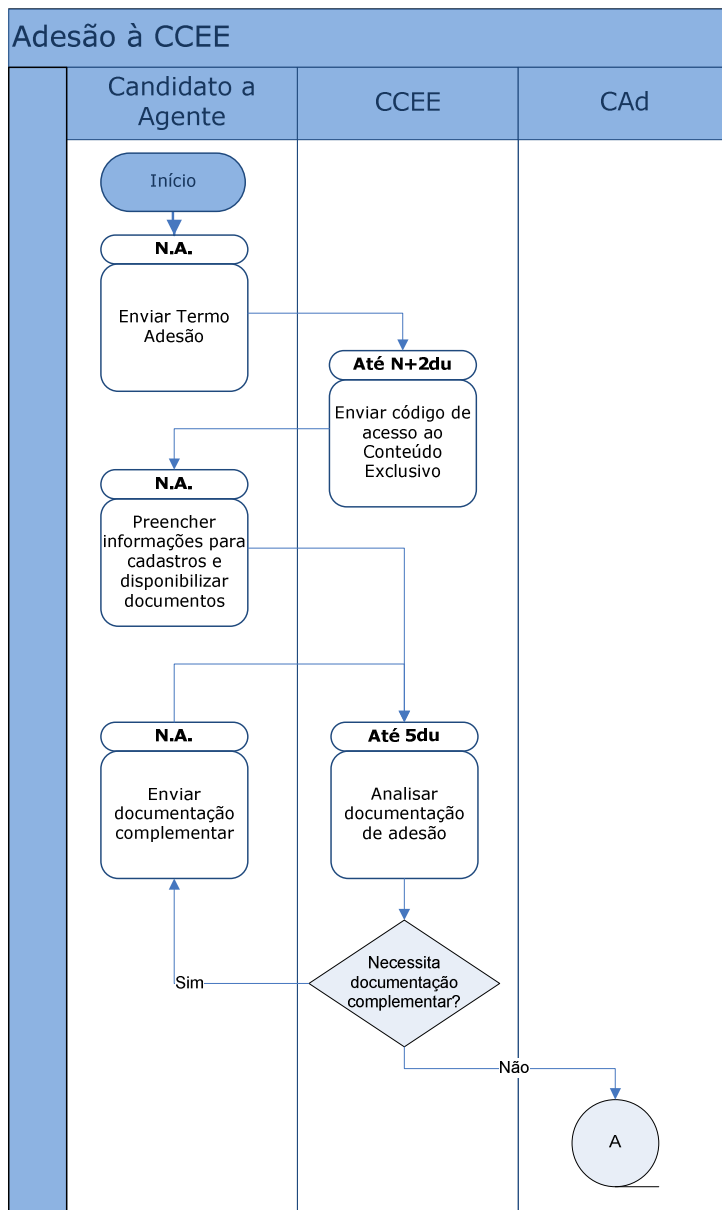 Adesão à CCEE
Candidato a
Agente
CCEE
CAd
Início
N.A.
Enviar Termo
Adesão
Até N+2du
Enviar código de
acesso ao
Conteúdo
Exclusivo
N.A.
Preencher
informações para
cadastros e
disponibilizar
documentos
N.A.
Enviar
documentação
complementar
Até 5du
Analisar
documentação
de adesão
Necessita
documentação
complementar?
Sim
Não
A